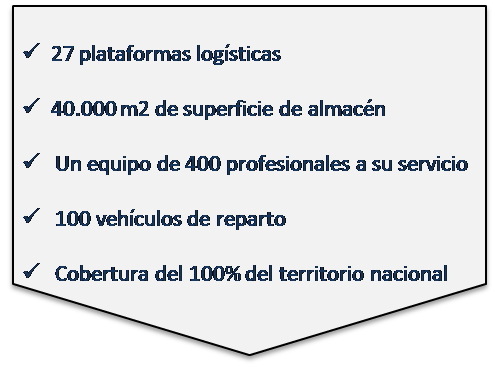 ✓ 27 plataformas logísticas
✓ 40.000 m2 de superficie de almacén
✓ Un equipo de 400 profesionales a su servicio
✓ 100 vehículos de reparto
✓ Cobertura del 100% del territorio nacional